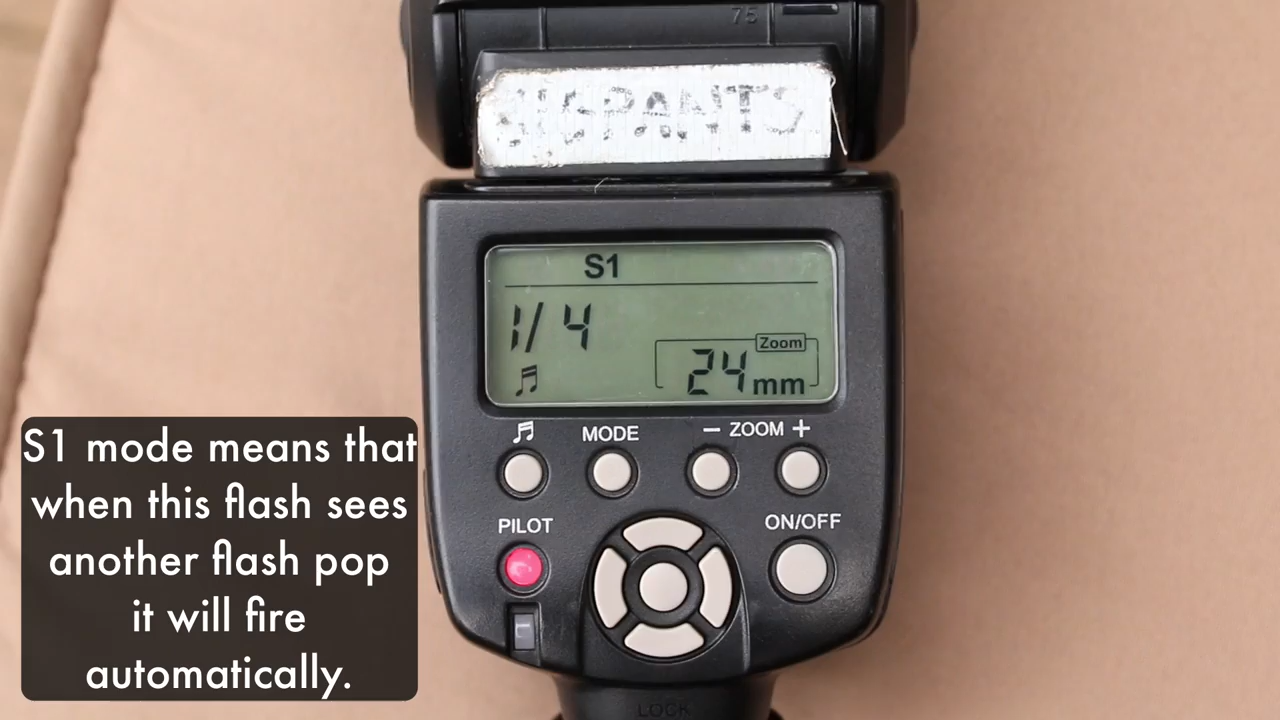 75
S1
1/4
Zoom
24mm
MODE
− ZOOM +
PILOT
ON/OFF
LOCK
S1 mode means that
when this flash sees
another flash pop
it will fire
automatically.